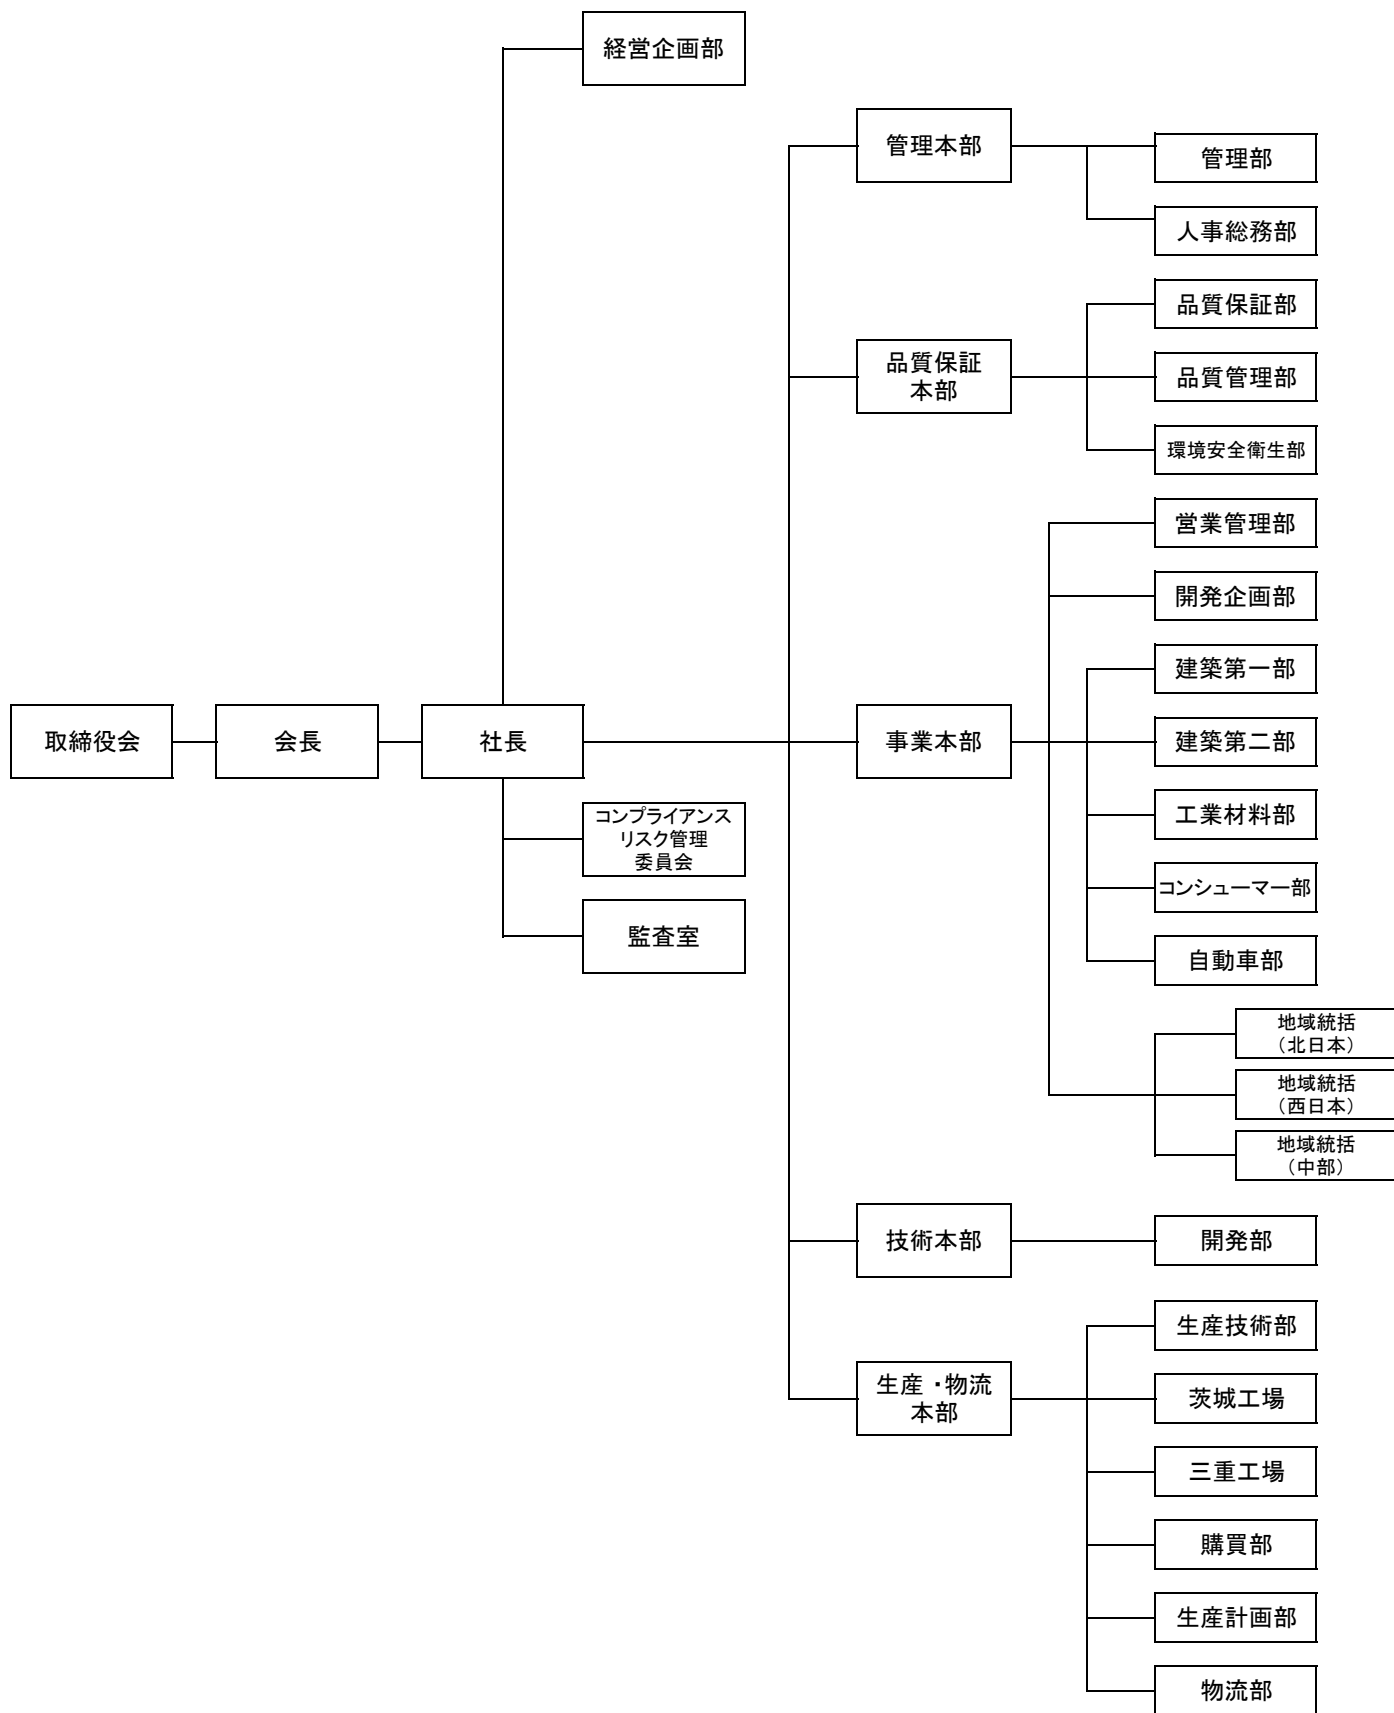 経営企画部
管理本部
管理部
人事総務部
品質保証部
品質保証
本部
品質管理部
環境安全衛生部
営業管理部
開発企画部
建築第一部
取締役会
会長
社長
事業本部
建築第二部
コンプライアンス
リスク管理
委員会
工業材料部
コンシューマー部
監査室
自動車部
地域統括
（北日本）
地域統括
（西日本）
地域統括
（中部）
技術本部
開発部
生産技術部
生産・物流
本部
茨城工場
三重工場
購買部
生産計画部
物流部